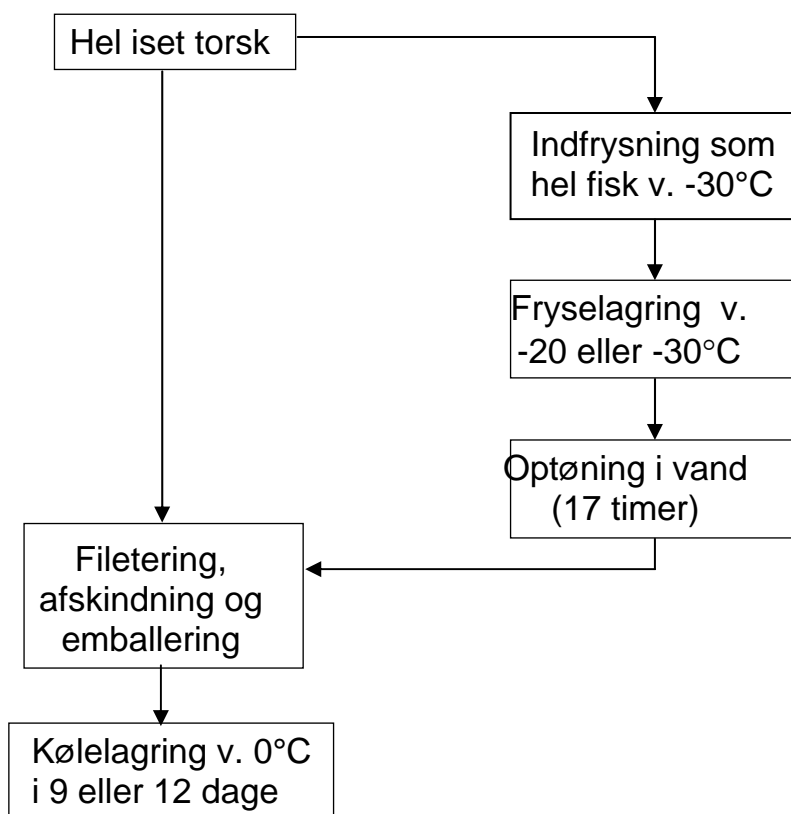 Hel iset torsk
Indfrysning som
hel fisk v. -30°C
Fryselagring v.
-20 eller -30°C
Optøning i vand
(17 timer)
Filetering,
afskindning og
emballering
Kølelagring v. 0°C
i 9 eller 12 dage